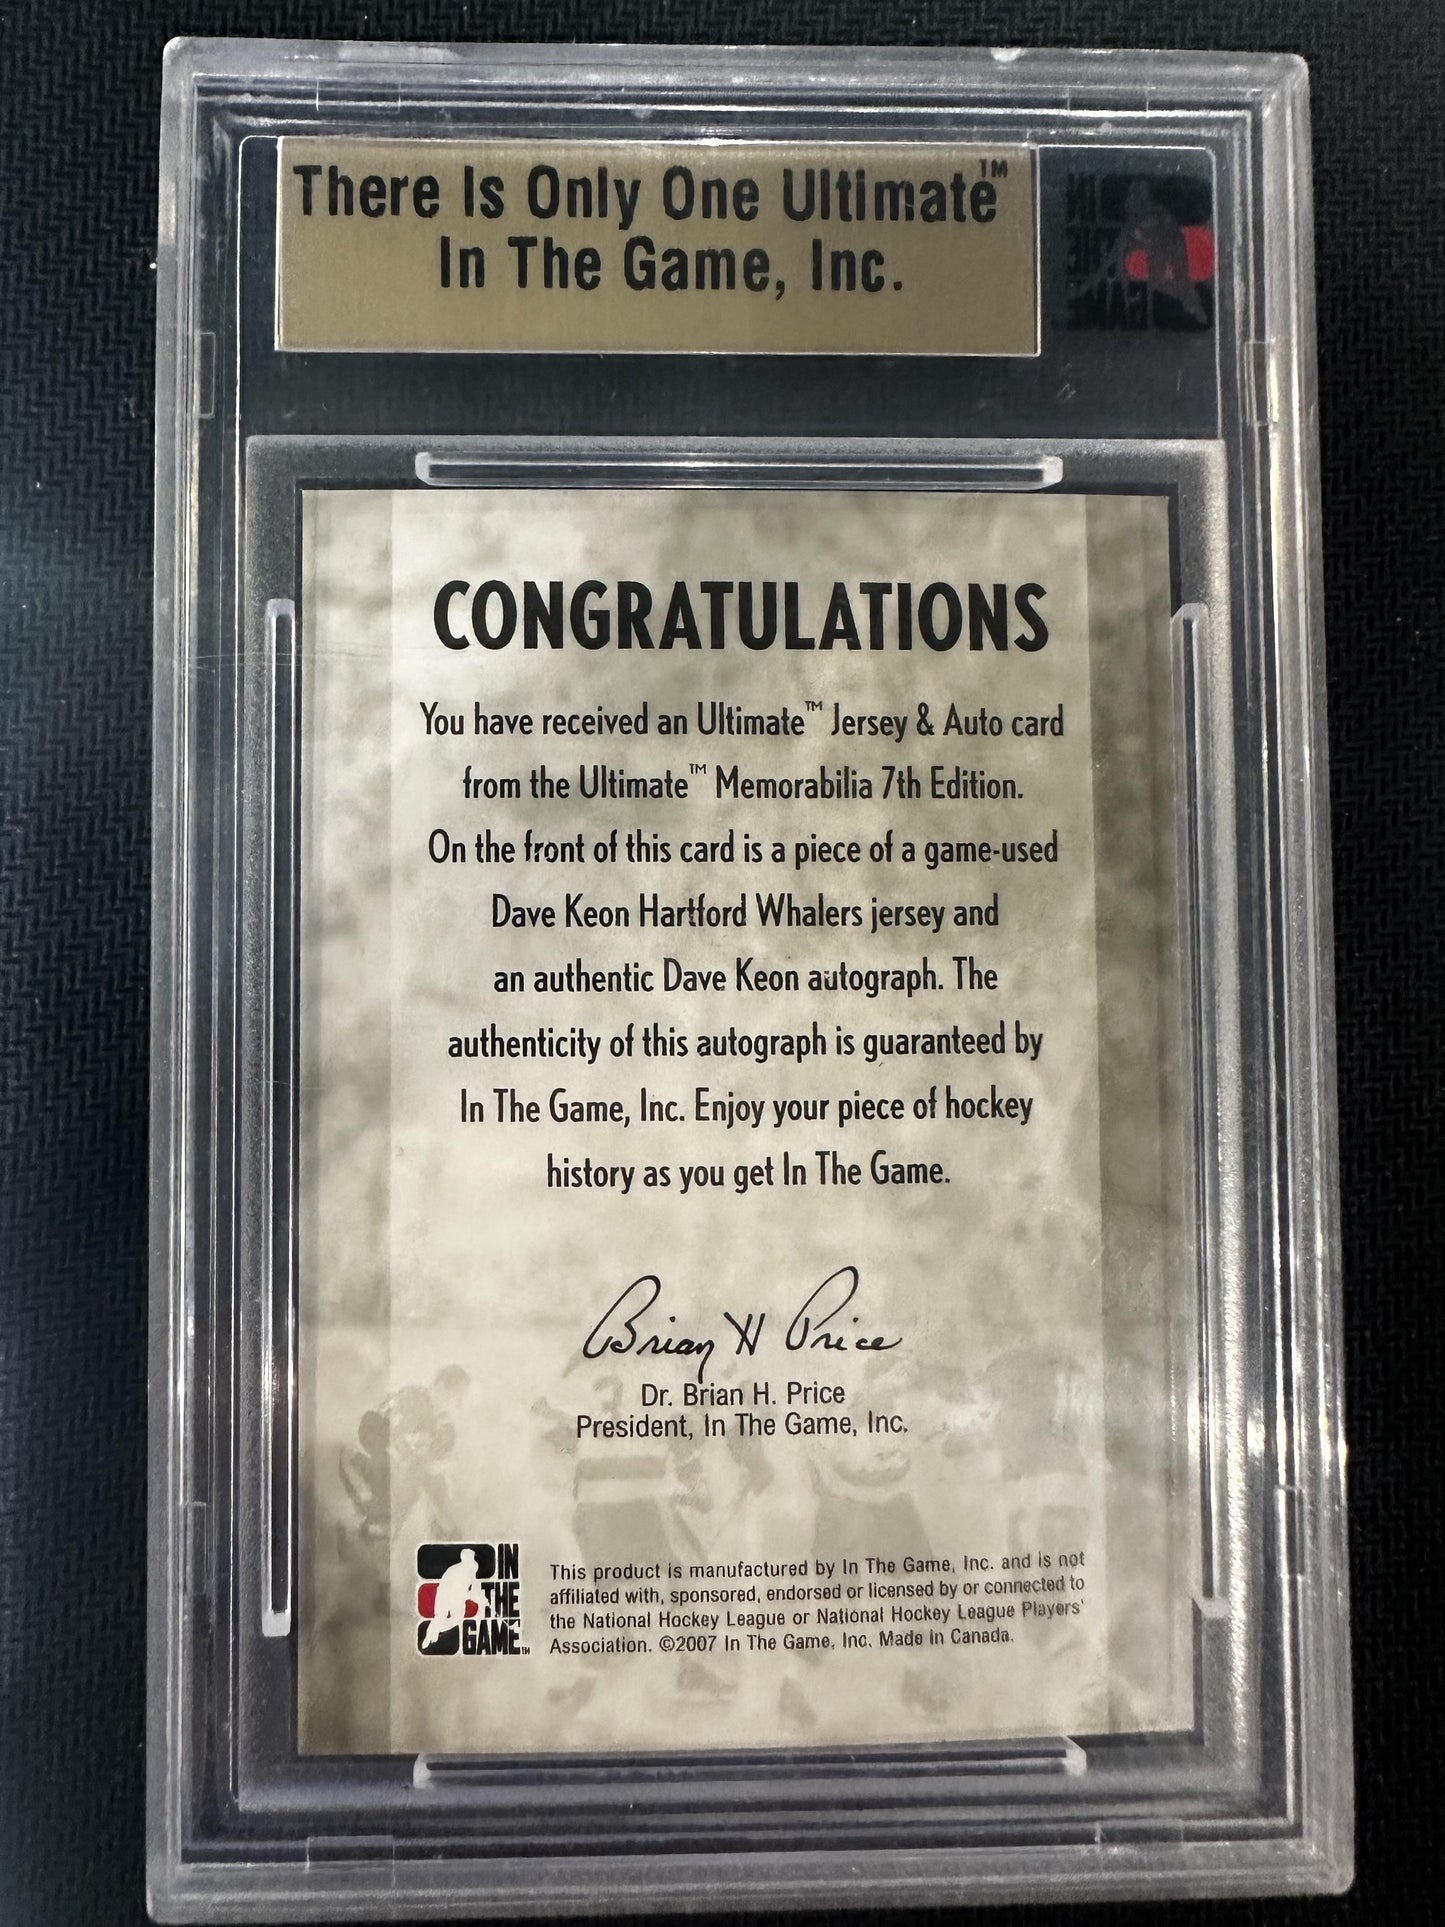 There Is Only One Ultimate™
In The Game, Inc.
IN
THE
GAME
CONGRATULATIONS
You have received an Ultimate™ Jersey & Auto card
from the Ultimate™ Memorabilia 7th Edition.
On the front of this card is a piece of a game-used
Dave Keon Hartford Whalers jersey and
an authentic Dave Keon autograph. The
authenticity of this autograph is guaranteed by
In The Game, Inc. Enjoy your piece of hockey
history as you get In The Game.
Brian H Price
Dr. Brian H. Price
President, In The Game, Inc.
IN
THE
GAME™
This product is manufactured by In The Game, Inc. and is not
affiliated with, sponsored, endorsed or licensed by or connected to
the National Hockey League or National Hockey League Players'
Association. ©2007 In The Game, Inc. Made in Canada.